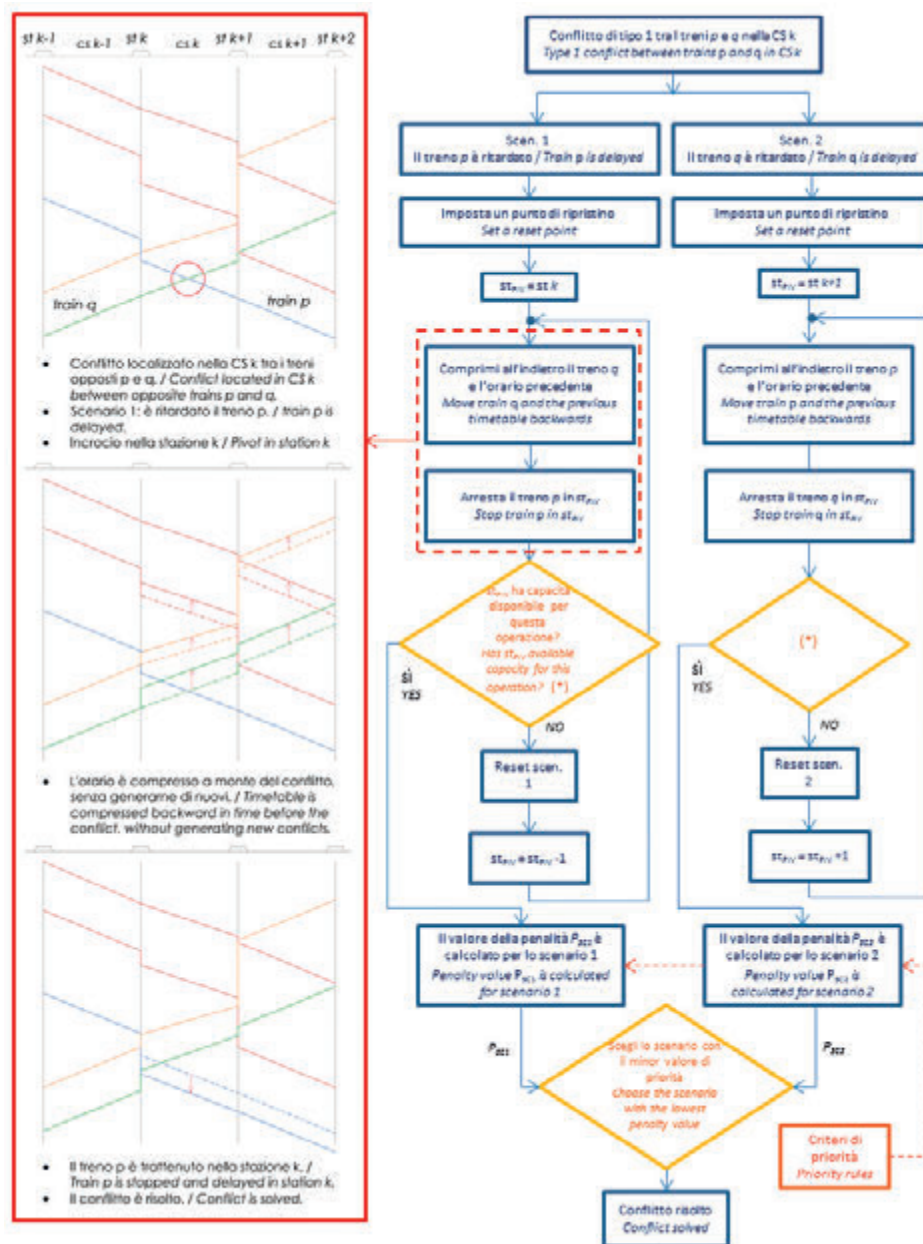 st k-1 cs k-1 st k cs k st k+1 cs k+1 st k+2
train q
train p
• Conflitto localizzato nella CS k tra i treni
opposti p e q. / Conflict located in CS k
between opposite trains p and q.
• Scenario 1: è ritardato il treno p. / train p is
delayed.
• Incrocio nella stazione k / Pivot in station k
• L'orario è compresso a monte del conflitto,
senza generarne di nuovi. / Timetable is
compressed backward in time before the
conflict, without generating new conflicts.
• Il treno p è trattenuto nella stazione k. /
Train p is stopped and delayed in station k.
• Il conflitto è risolto. / Conflict is solved.
Conflitto di tipo 1 tra i treni p e q nella CS k
Type 1 conflict between trains p and q in CS k
Scen. 1
Il treno p è ritardato / Train p is delayed
Imposta un punto di ripristino
Set a reset point
st_PIV = st k
Comprimi all'indietro il treno q
e l'orario precedente
Move train q and the previous
timetable backwards
Arresta il treno p in st_PIV
Stop train p in st_PIV
st_PIV ha capacità
disponibile per
questa
operazione?
Has st_PIV available
capacity for this
operation? (*)
SÌ
YES
NO
Reset scen.
1
st_PIV = st_PIV -1
Il valore della penalità P_SC1 è
calcolato per lo scenario 1
Penalty value P_SC1 is calculated
for scenario 1
P_SC1
Scen. 2
Il treno q è ritardato / Train q is delayed
Imposta un punto di ripristino
Set a reset point
st_PIV = st k+1
Comprimi all'indietro il treno p
e l'orario precedente
Move train p and the previous
timetable backwards
Arresta il treno q in st_PIV
Stop train q in st_PIV
(*)
SÌ
YES
NO
Reset scen.
2
st_PIV = st_PIV +1
Il valore della penalità P_SC2 è
calcolato per lo scenario 2
Penalty value P_SC2 is
calculated for scenario 2
P_SC2
Scegli lo scenario con
il minor valore di
priorità
Choose the scenario
with the lowest
penalty value
Criteri di
priorità
Priority rules
Conflitto risolto
Conflict solved